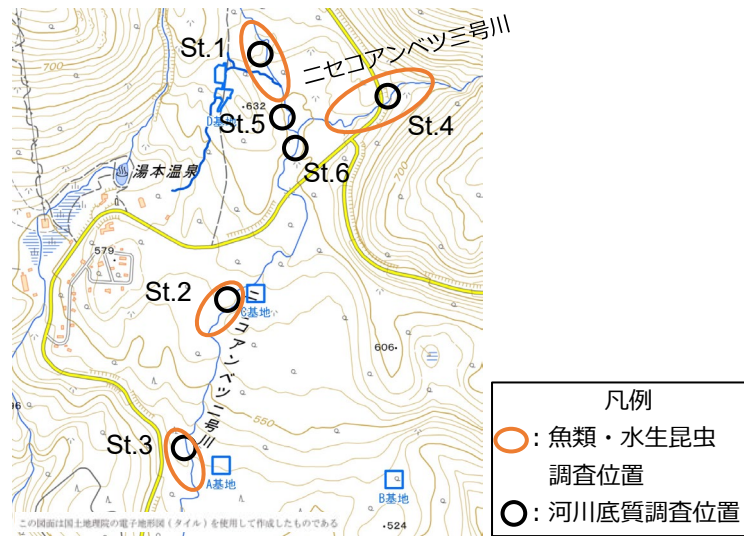 St.1
ニセコアンベツ三号川
700
・632
D基地
St.5
St.4
St.6
湯本温泉
700
579
St.2
C基地
ニコアンベツ二号川
606・
550
St.3
A基地
B基地
・524
この図面は国土地理院の電子地形図(タイル)を使用して作成したものである
凡例
:魚類・水生昆虫
調査位置
:河川底質調査位置